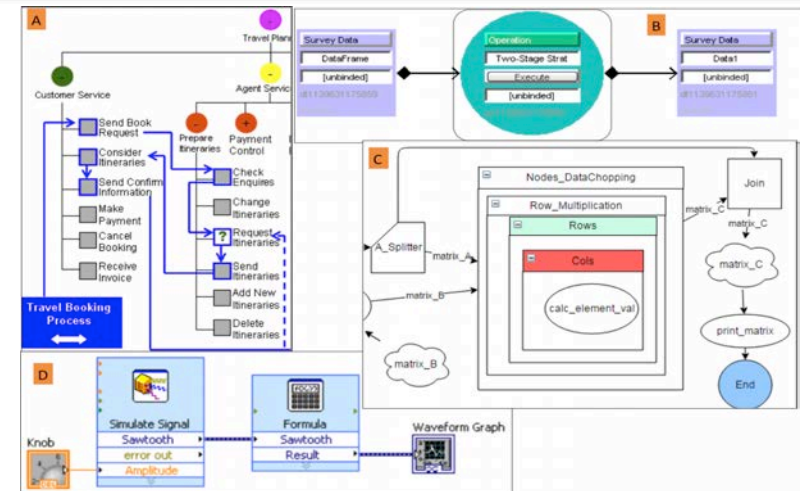 A
Travel Plann
Customer Service
Agent Servic
Send Book
Request
Consider
Itineraries
Send Confirm
Information
Make
Payment
Cancel
Booking
Receive
Invoice
Travel Booking
Process
Prepare
Itineraries
Payment
Control
Check
Enquires
Change
Itineraries
?
Request
Itineraries
Send
Itineraries
Add New
Itineraries
Delete
Itineraries
B
Survey Data
DataFrame
[unbinded]
Operation
Two-Stage Strat
Execute
[unbinded]
Survey Data
Data1
[unbinded]
C
A_Splitter
matrix_A
matrix_B
matrix_B
Nodes_DataChopping
Row_Multiplication
Rows
Cols
calc_element_val
matrix_C
Join
matrix_C
matrix_C
print_matrix
End
D
Knob
Simulate Signal
Sawtooth
error out
Amplitude
Formula
Sawtooth
Result
Waveform Graph